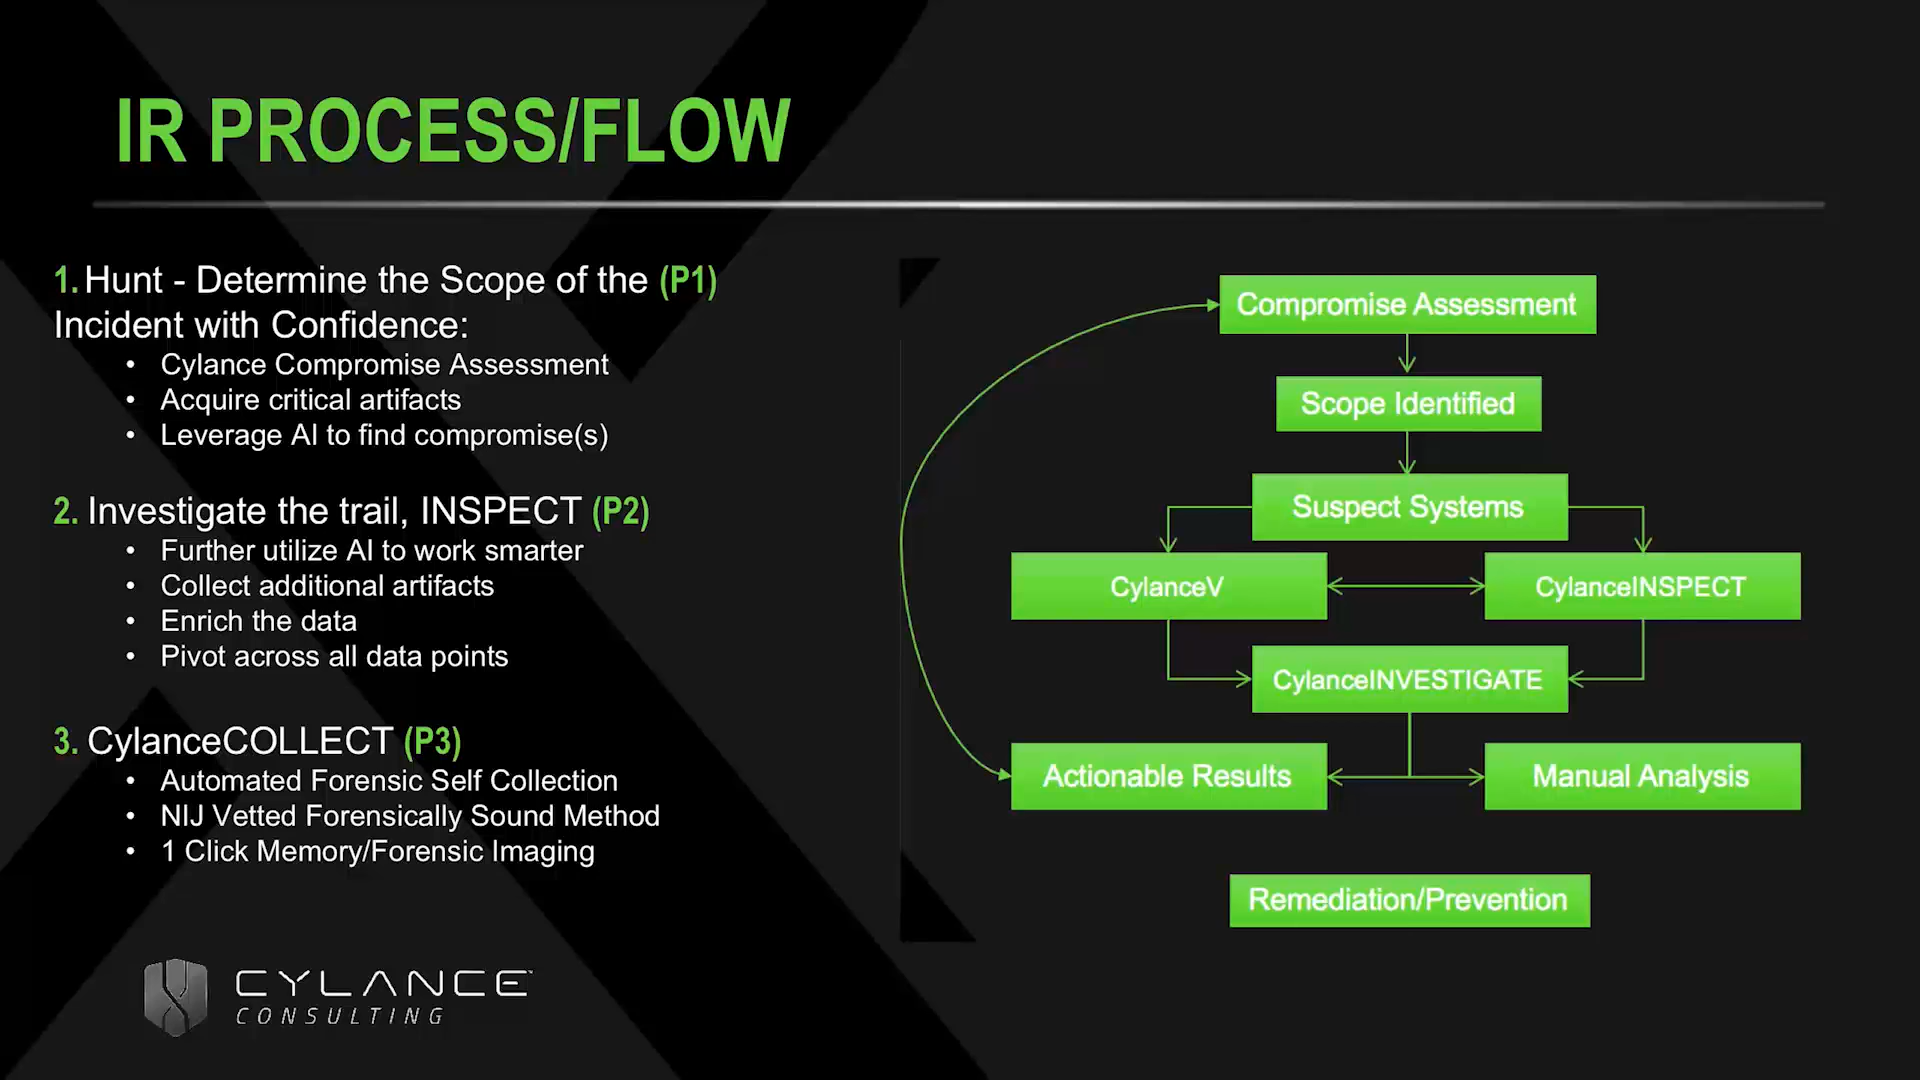 IR PROCESS/FLOW
1. Hunt - Determine the Scope of the (P1)
Incident with Confidence:
• Cylance Compromise Assessment
• Acquire critical artifacts
• Leverage AI to find compromise(s)
2. Investigate the trail, INSPECT (P2)
• Further utilize AI to work smarter
• Collect additional artifacts
• Enrich the data
• Pivot across all data points
3. CylanceCOLLECT (P3)
• Automated Forensic Self Collection
• NIJ Vetted Forensically Sound Method
• 1 Click Memory/Forensic Imaging
Compromise Assessment
Scope Identified
Suspect Systems
CylanceV
CylanceINSPECT
CylanceINVESTIGATE
Actionable Results
Manual Analysis
Remediation/Prevention
CYLANCE™
CONSULTING